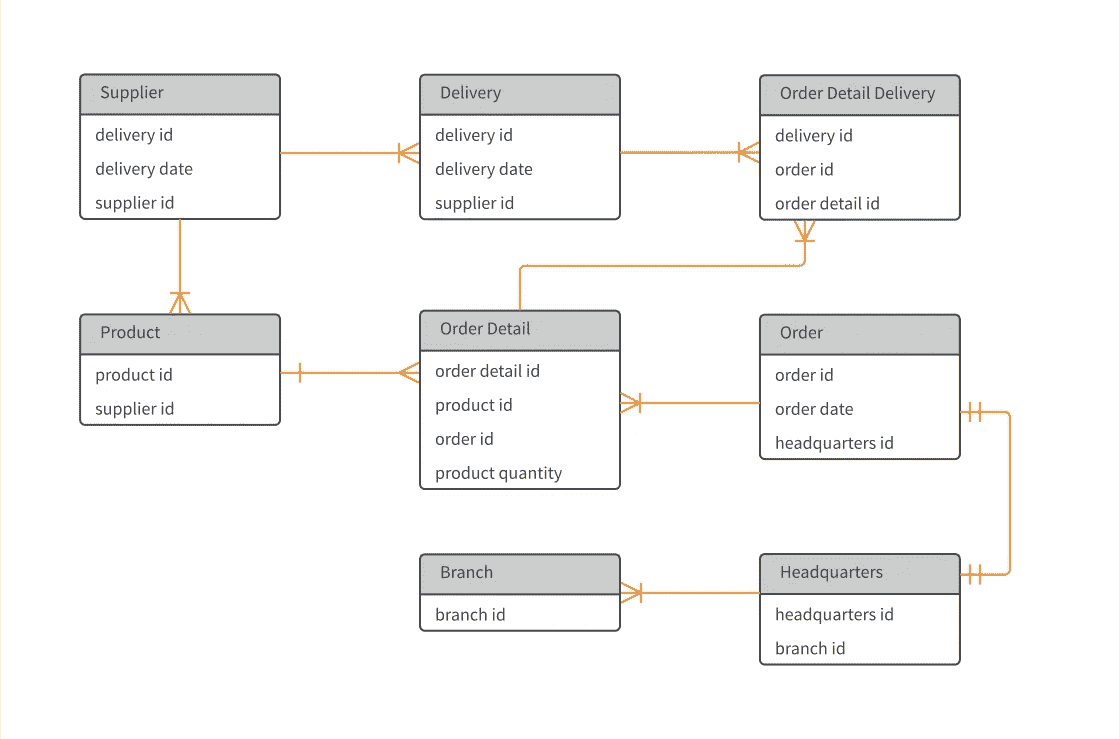 Supplier
delivery id
delivery date
supplier id
Delivery
delivery id
delivery date
supplier id
Order Detail Delivery
delivery id
order id
order detail id
Product
product id
supplier id
Order Detail
order detail id
product id
order id
product quantity
Order
order id
order date
headquarters id
Branch
branch id
Headquarters
headquarters id
branch id